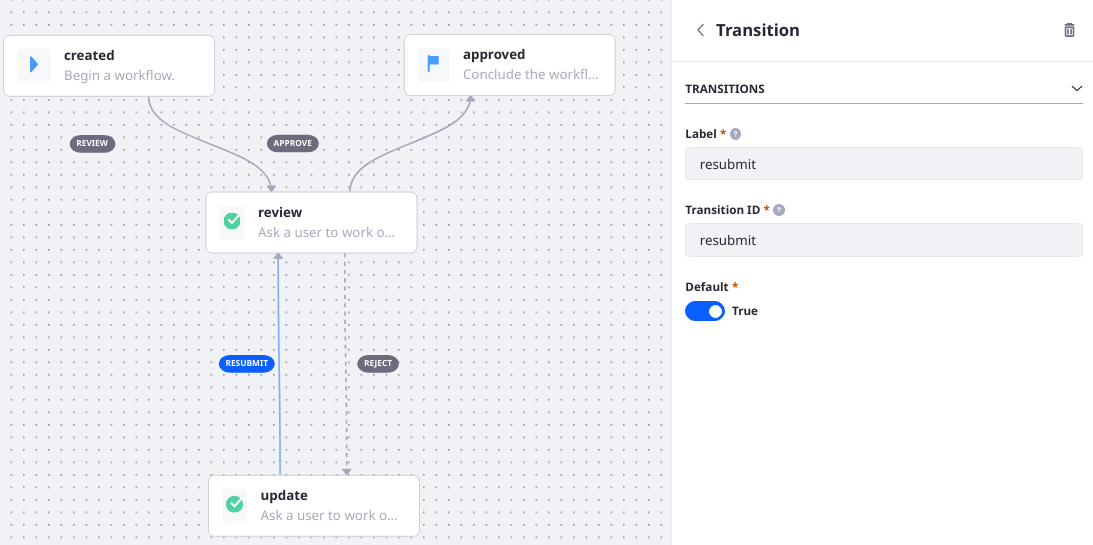 created
Begin a workflow.
approved
Conclude the workfl...
REVIEW
APPROVE
review
Ask a user to work o...
RESUBMIT
REJECT
update
Ask a user to work o...
Transition
TRANSITIONS
Label * ?
resubmit
Transition ID * ?
resubmit
Default *
True